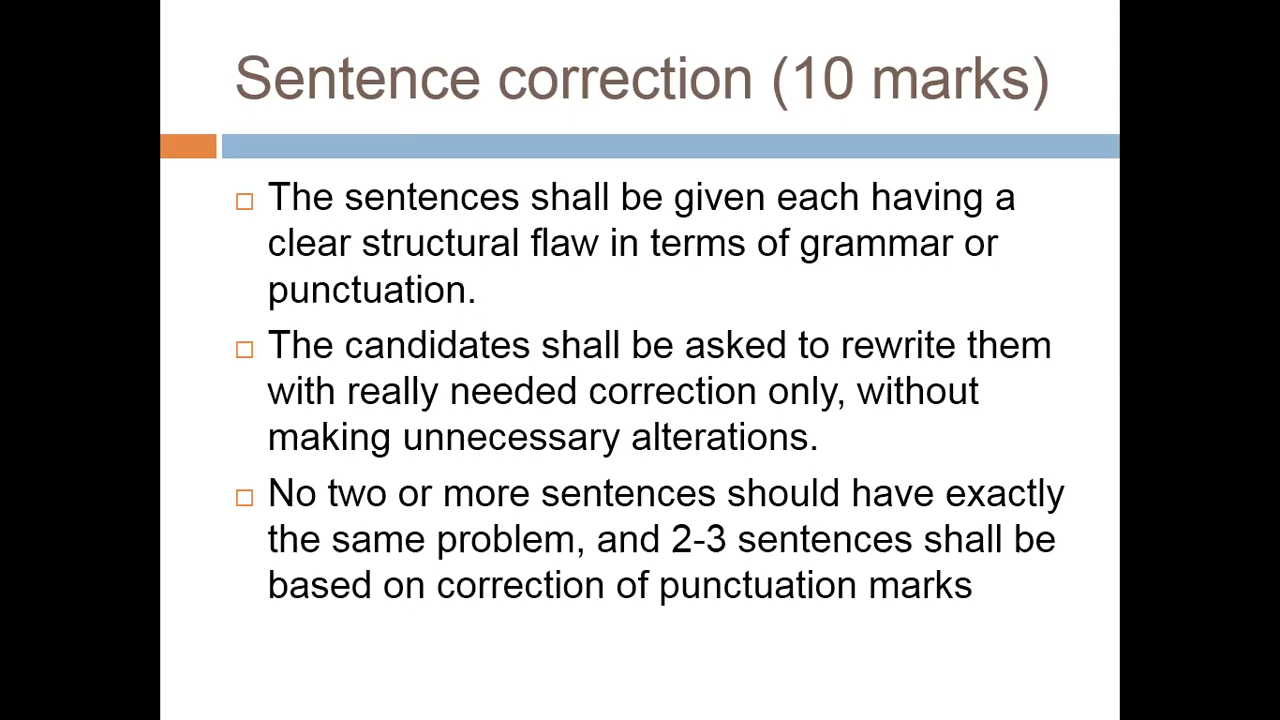 Sentence correction (10 marks)
The sentences shall be given each having a
clear structural flaw in terms of grammar or
punctuation.
The candidates shall be asked to rewrite them
with really needed correction only, without
making unnecessary alterations.
No two or more sentences should have exactly
the same problem, and 2-3 sentences shall be
based on correction of punctuation marks